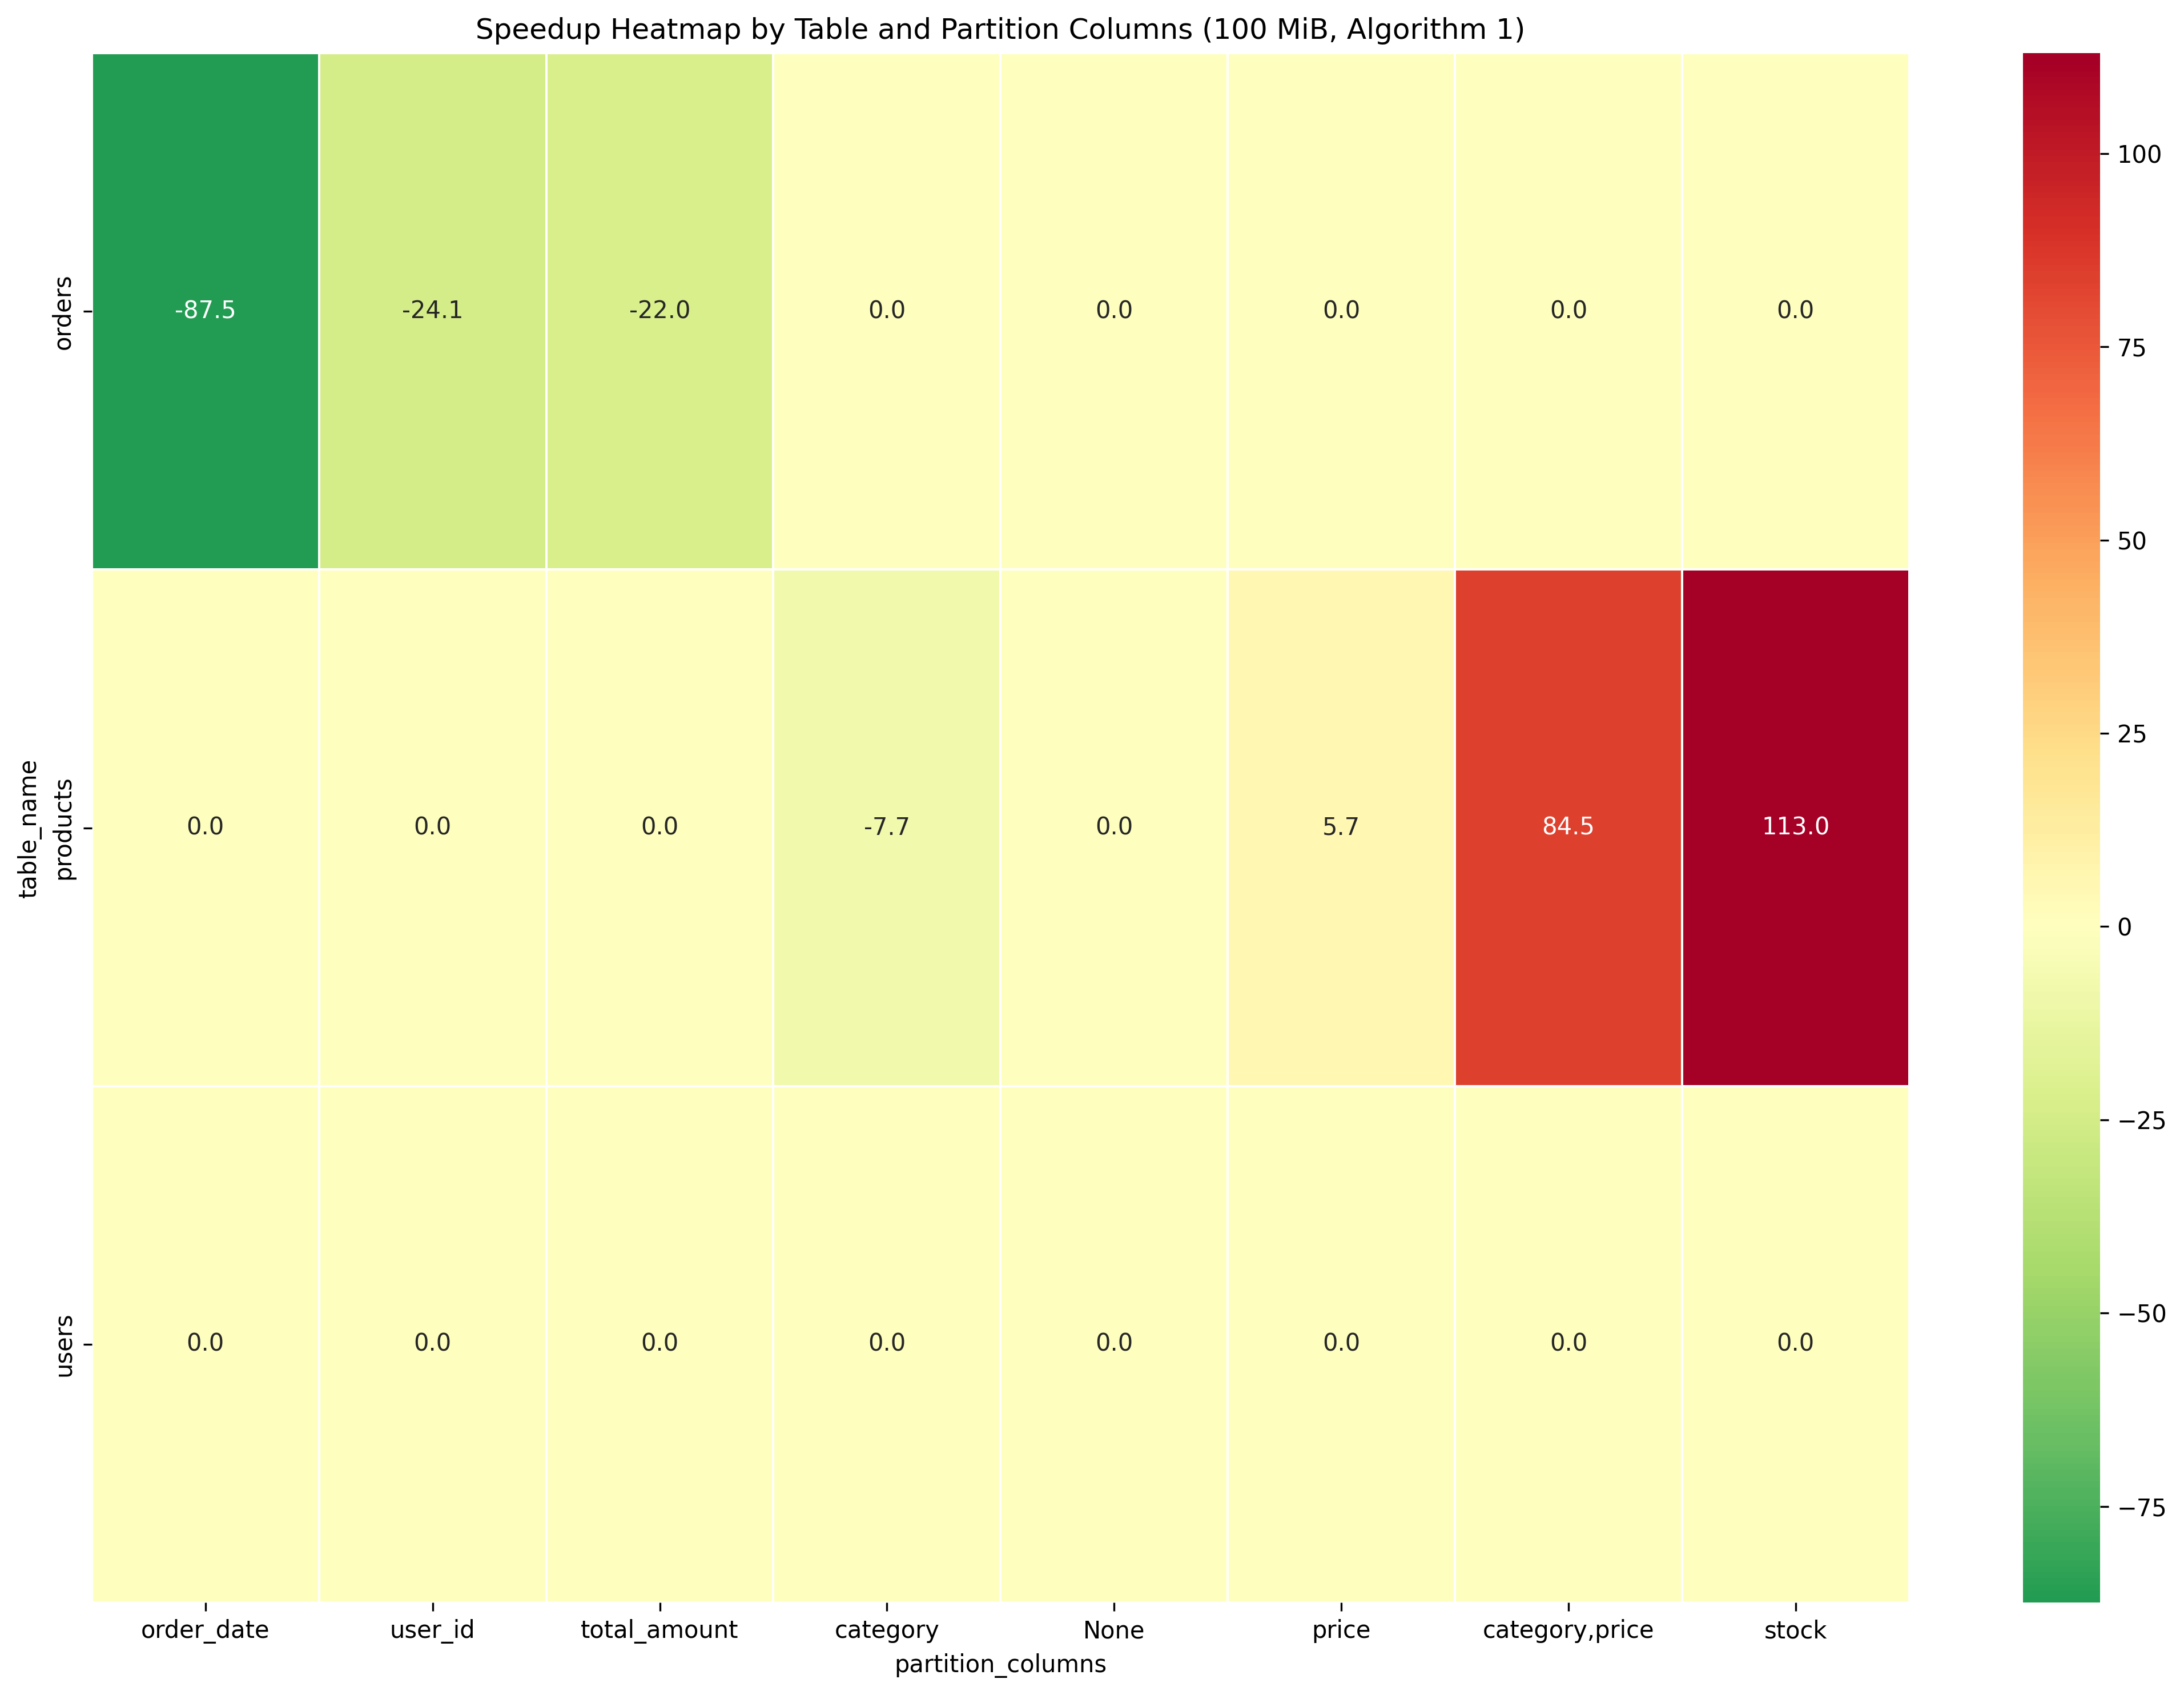 Speedup Heatmap by Table and Partition Columns (100 MiB, Algorithm 1)
table_name
orders
-87.5 -24.1 -22.0 0.0 0.0 0.0 0.0 0.0
products
0.0 0.0 0.0 -7.7 0.0 5.7 84.5 113.0
users
0.0 0.0 0.0 0.0 0.0 0.0 0.0 0.0
order_date user_id total_amount category None price category,price stock
partition_columns
100
75
50
25
0
−25
−50
−75